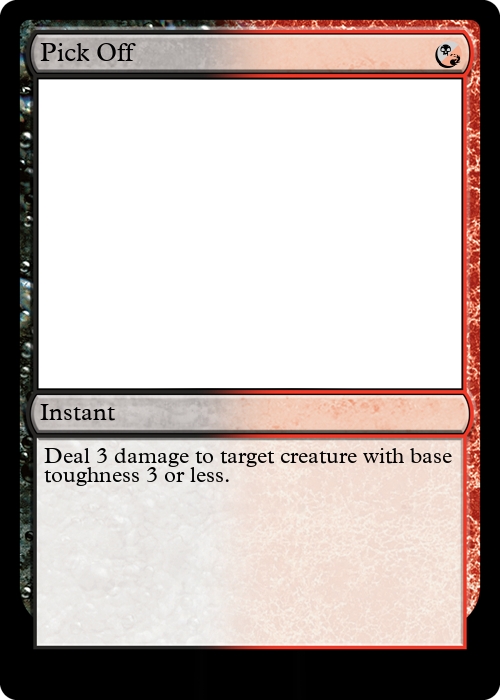 Pick Off
Instant
Deal 3 damage to target creature with base
toughness 3 or less.